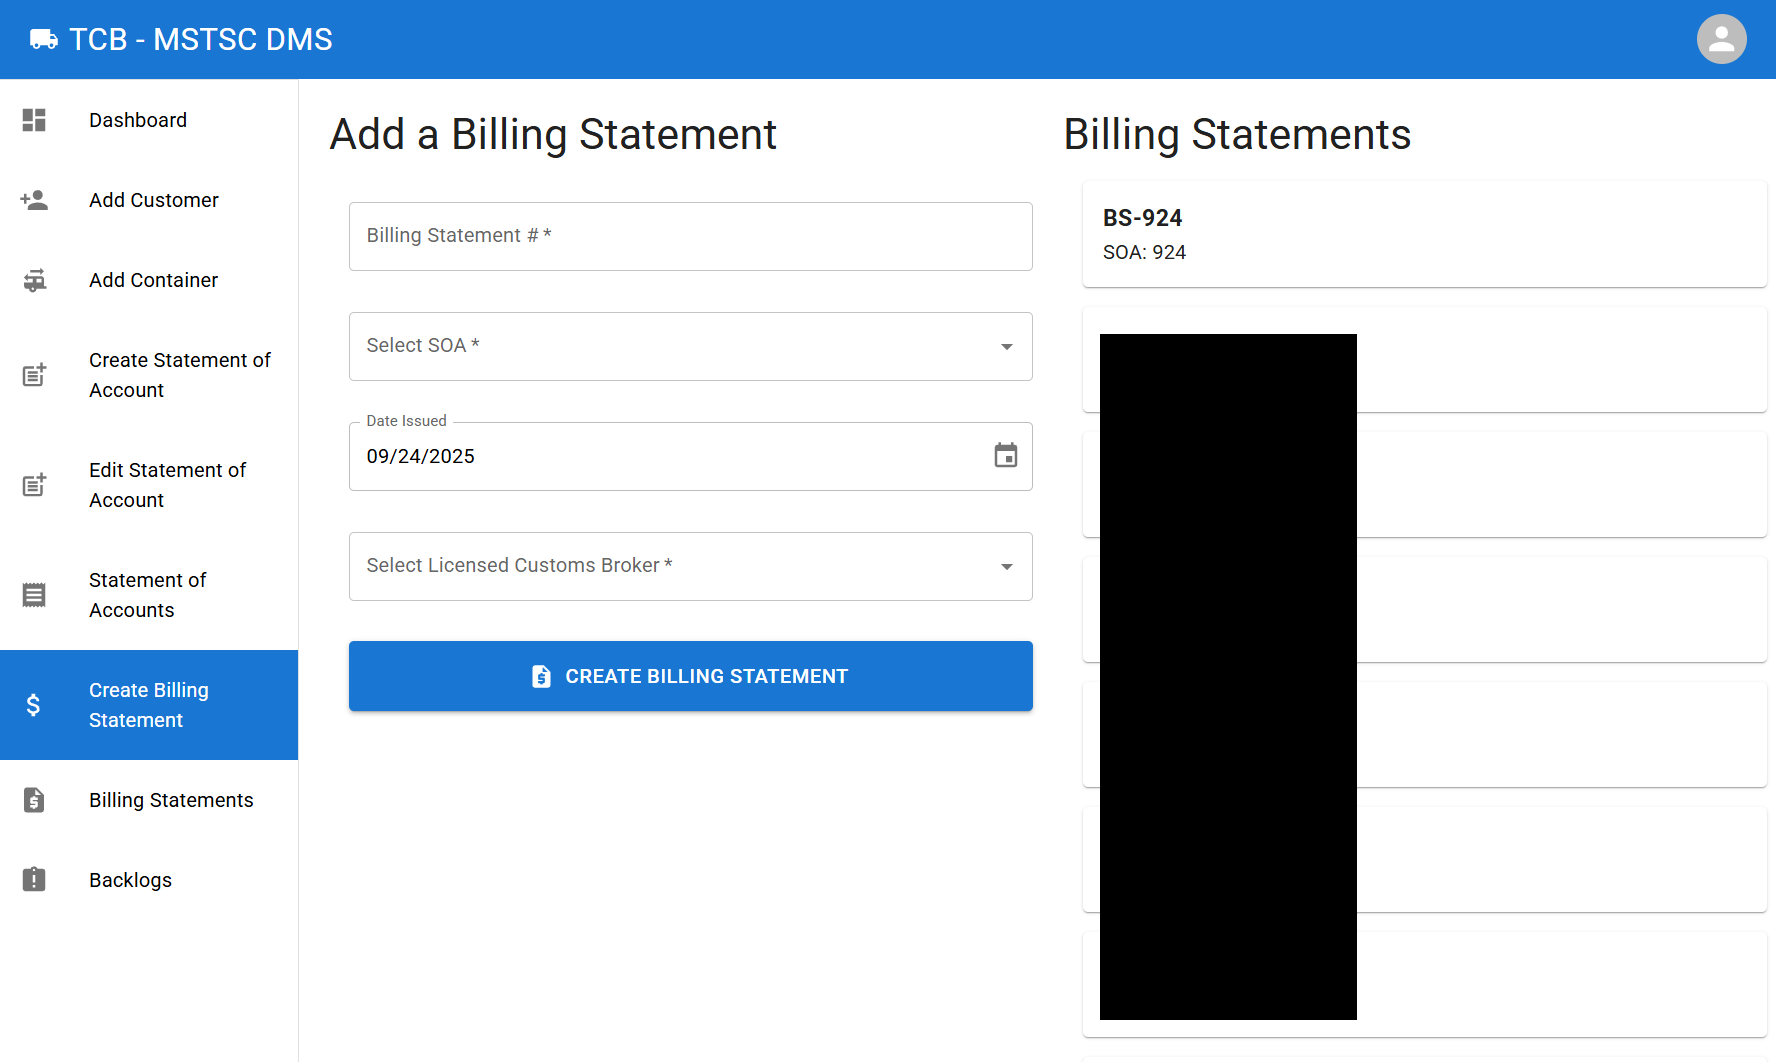 TCB - MSTSC DMS
Dashboard
Add Customer
Add Container
Create Statement of
Account
Edit Statement of
Account
Statement of
Accounts
Create Billing
Statement
Billing Statements
Backlogs
Add a Billing Statement
Billing Statement # *
Select SOA *
Date Issued
09/24/2025
Select Licensed Customs Broker *
CREATE BILLING STATEMENT
Billing Statements
BS-924
SOA: 924